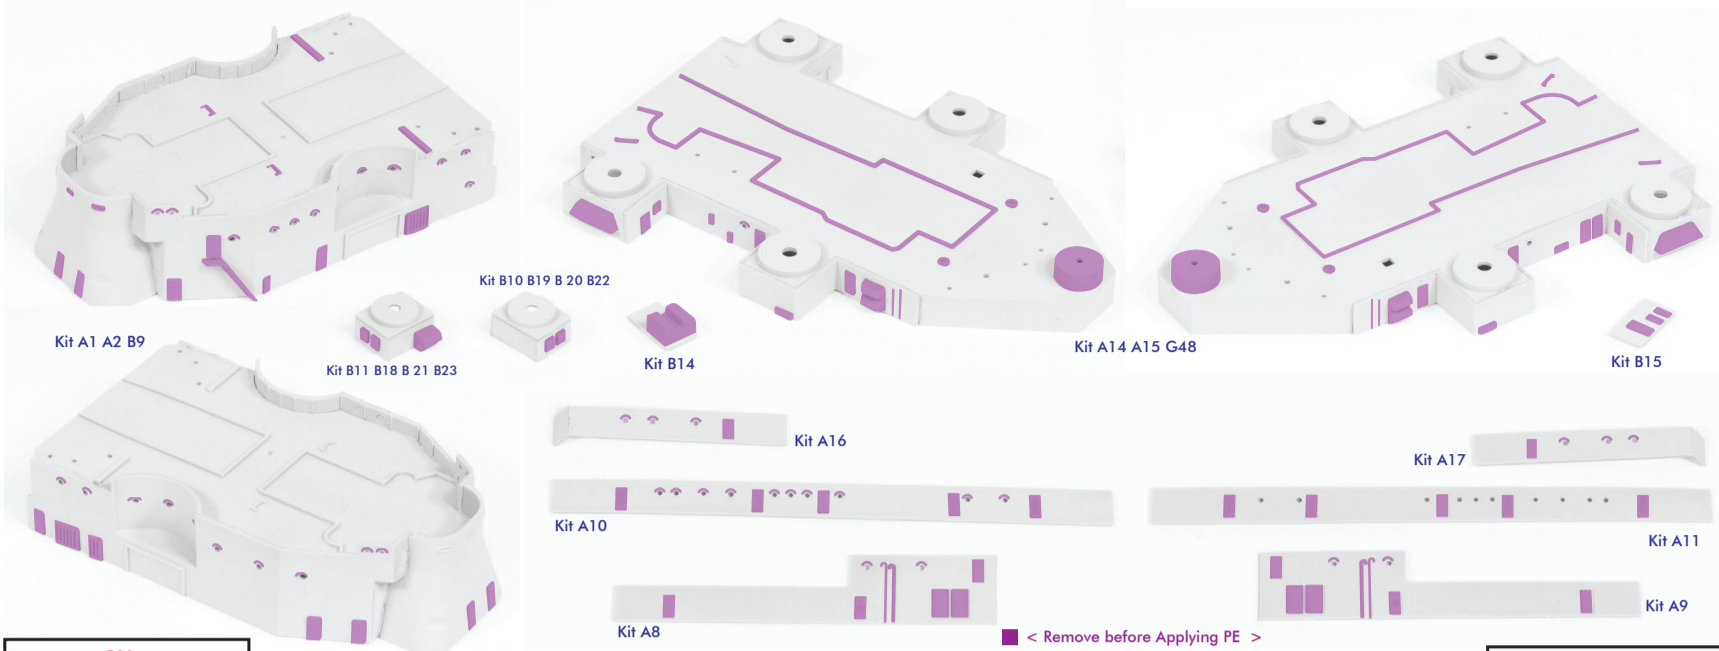 Kit B10 B19 B 20 B22
Kit A1 A2 B9
Kit B11 B18 B 21 B23
Kit B14
Kit A14 A15 G48
Kit B15
Kit A16
Kit A17
Kit A10
Kit A11
Kit A8
Kit A9
< Remove before Applying PE >